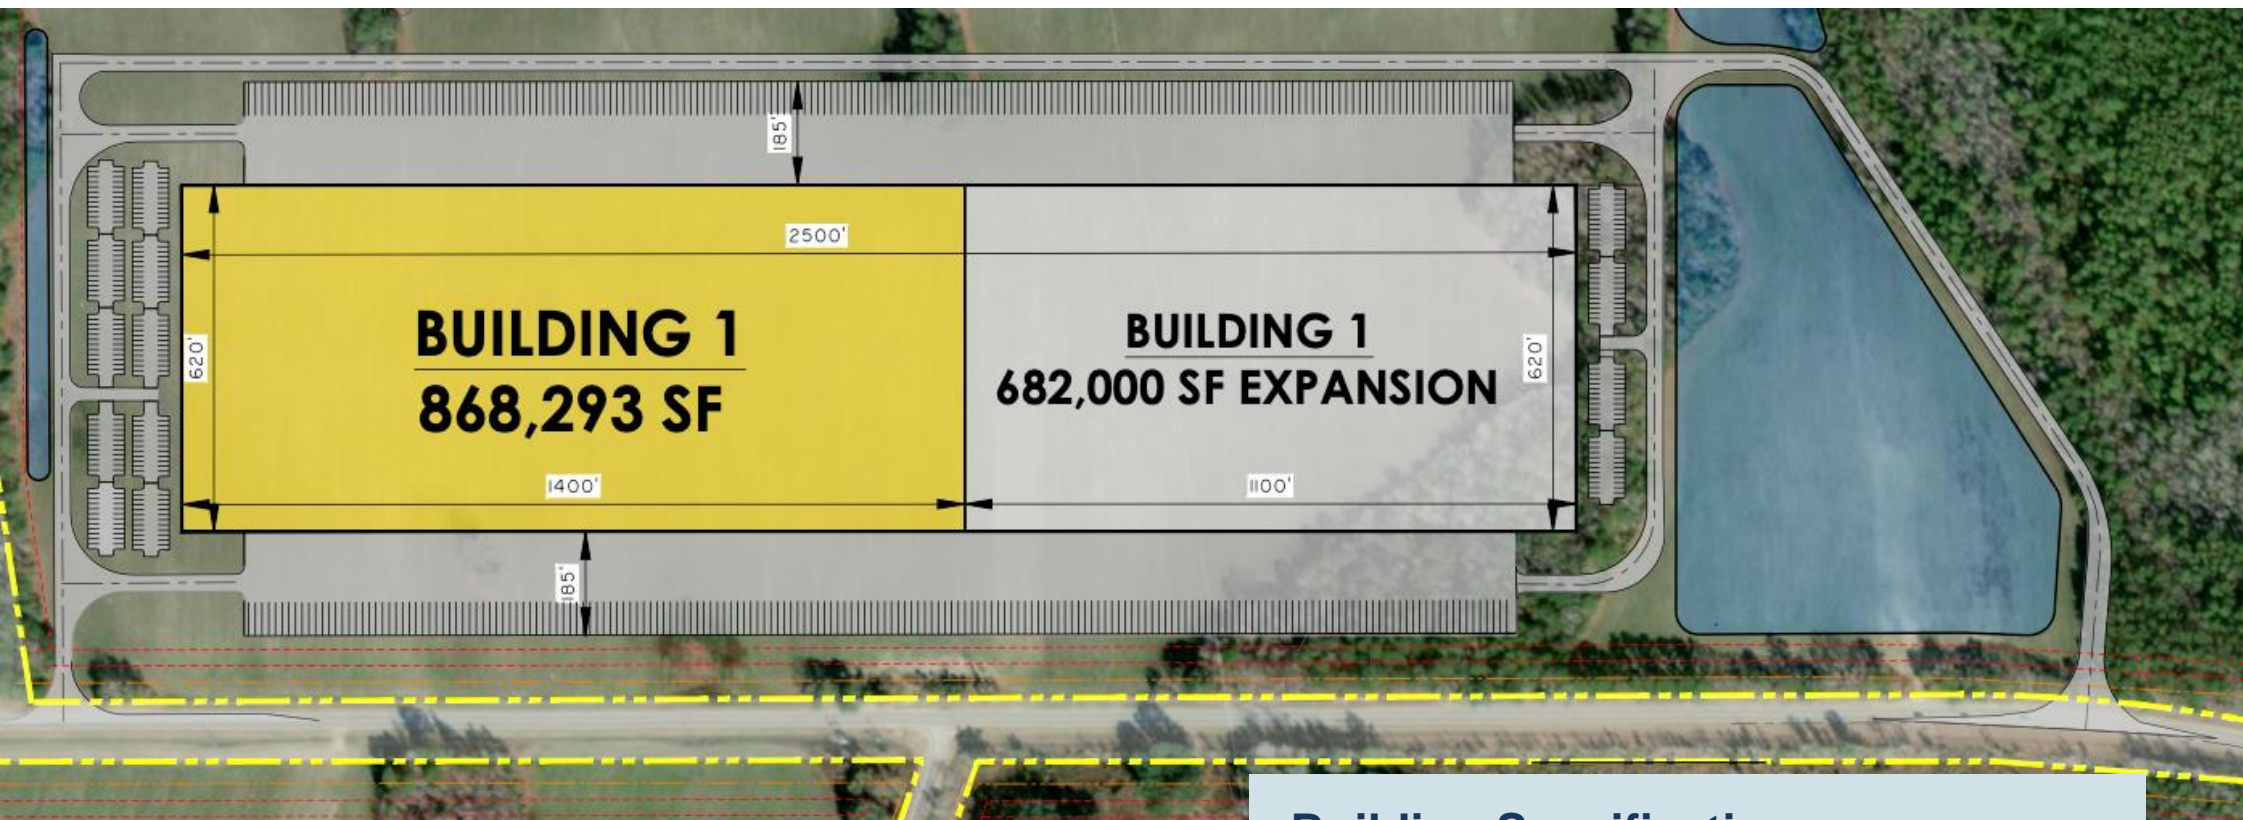 185'
2500'
BUILDING 1
868,293 SF
BUILDING 1
682,000 SF EXPANSION
620'
620'
1400'
1100'
185'